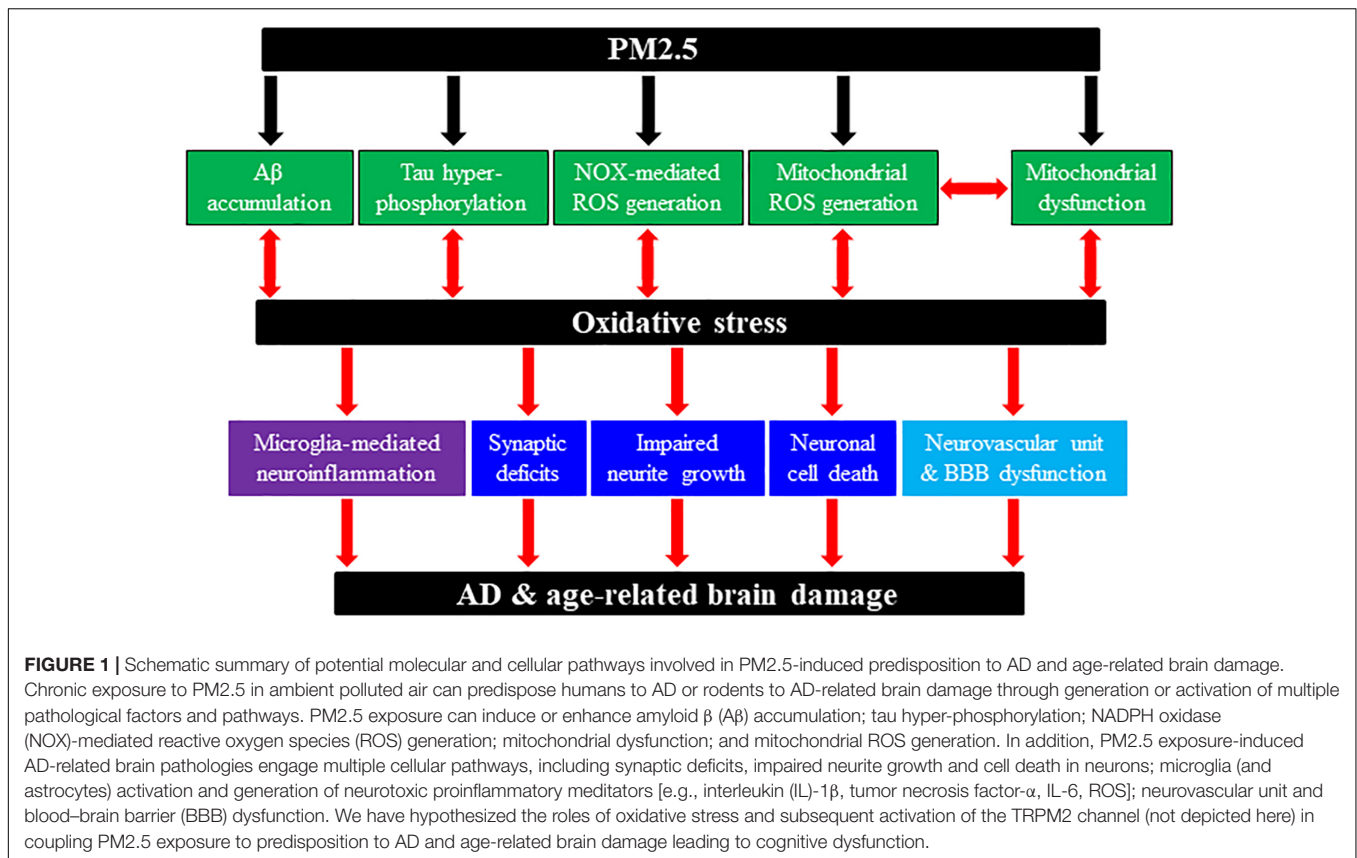 PM2.5
Aβ
accumulation
Tau hyper-
phosphorylation
NOX-mediated
ROS generation
Mitochondrial
ROS generation
Mitochondrial
dysfunction
Oxidative stress
Microglia-mediated
neuroinflammation
Synaptic
deficits
Impaired
neurite growth
Neuronal
cell death
Neurovascular unit
& BBB dysfunction
AD & age-related brain damage
FIGURE 1 | Schematic summary of potential molecular and cellular pathways involved in PM2.5-induced predisposition to AD and age-related brain damage.
Chronic exposure to PM2.5 in ambient polluted air can predispose humans to AD or rodents to AD-related brain damage through generation or activation of multiple
pathological factors and pathways. PM2.5 exposure can induce or enhance amyloid β (Aβ) accumulation; tau hyper-phosphorylation; NADPH oxidase
(NOX)-mediated reactive oxygen species (ROS) generation; mitochondrial dysfunction; and mitochondrial ROS generation. In addition, PM2.5 exposure-induced
AD-related brain pathologies engage multiple cellular pathways, including synaptic deficits, impaired neurite growth and cell death in neurons; microglia (and
astrocytes) activation and generation of neurotoxic proinflammatory meditators [e.g., interleukin (IL)-1β, tumor necrosis factor-α, IL-6, ROS]; neurovascular unit and
blood–brain barrier (BBB) dysfunction. We have hypothesized the roles of oxidative stress and subsequent activation of the TRPM2 channel (not depicted here) in
coupling PM2.5 exposure to predisposition to AD and age-related brain damage leading to cognitive dysfunction.